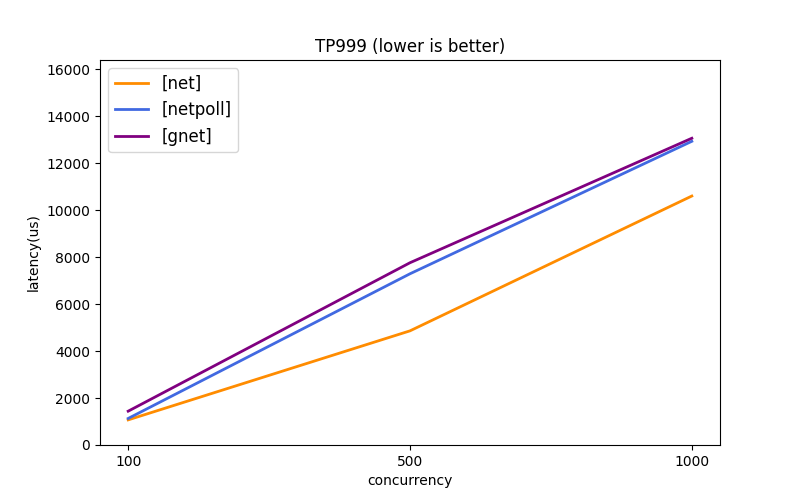 TP999 (lower is better)
16000
14000
12000
10000
8000
6000
4000
2000
0
latency(us)
[net]
[netpoll]
[gnet]
100
500
1000
concurrency